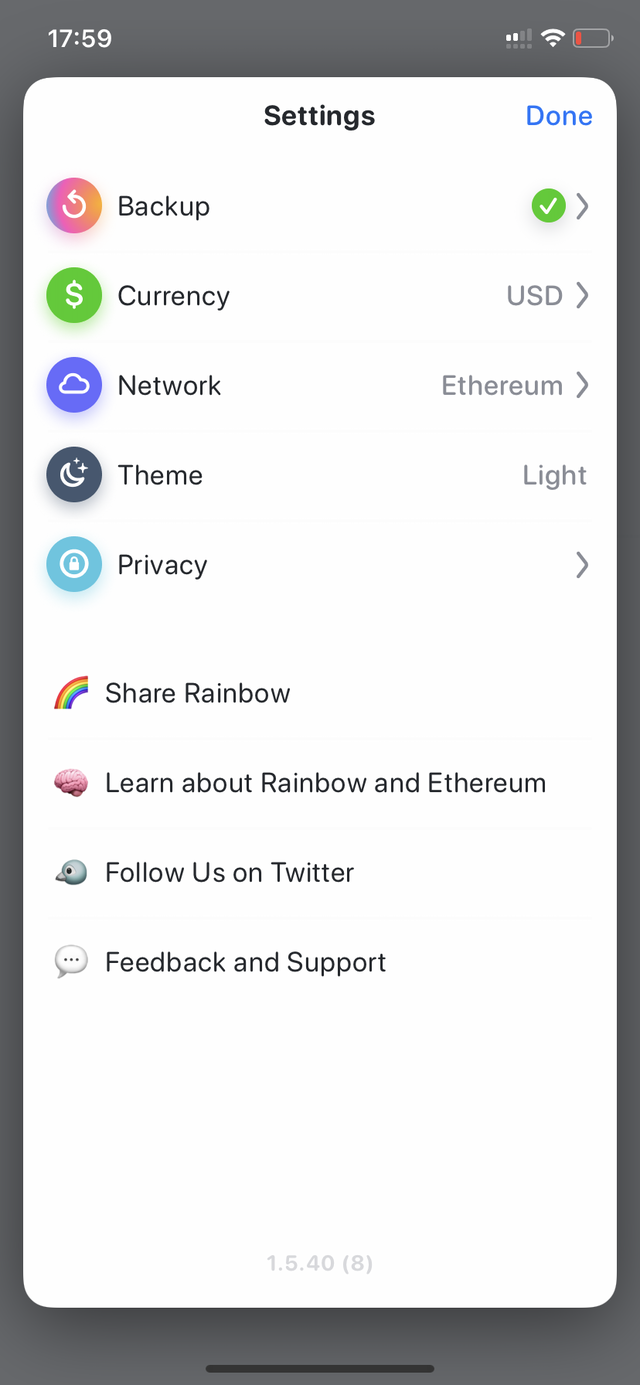 17:59
Settings
Done
Backup
Currency
USD
Network
Ethereum
Theme
Light
Privacy
Share Rainbow
Learn about Rainbow and Ethereum
Follow Us on Twitter
Feedback and Support
1.5.40 (8)